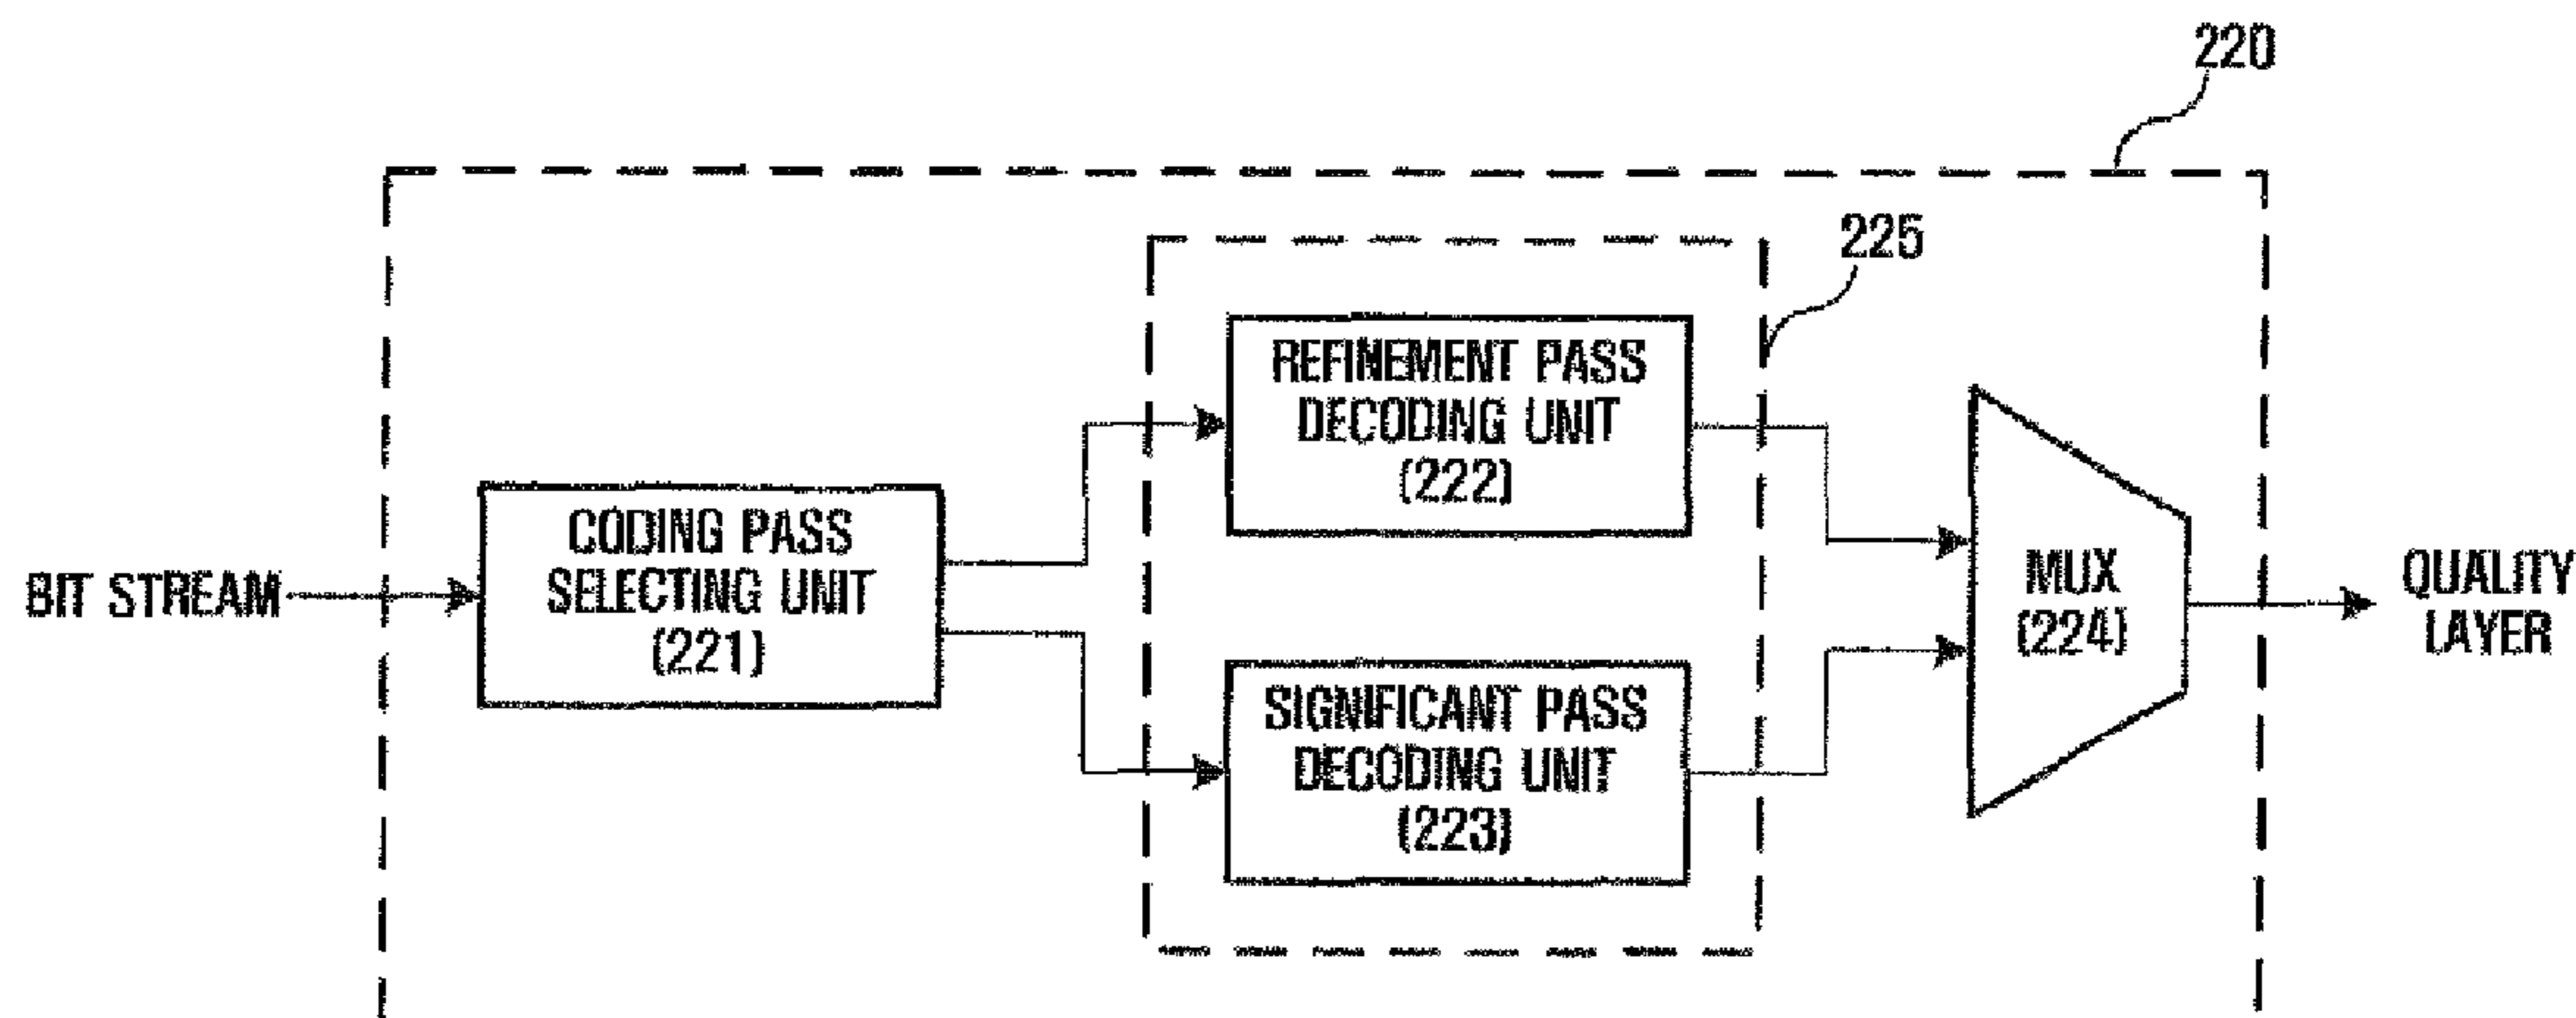 220
225
REFINEMENT PASS
DECODING UNIT
(222)
CODING PASS
SELECTING UNIT
(221)
BIT STREAM
SIGNIFICANT PASS
DECODING UNIT
(223)
MUX
(224)
QUALITY
LAYER